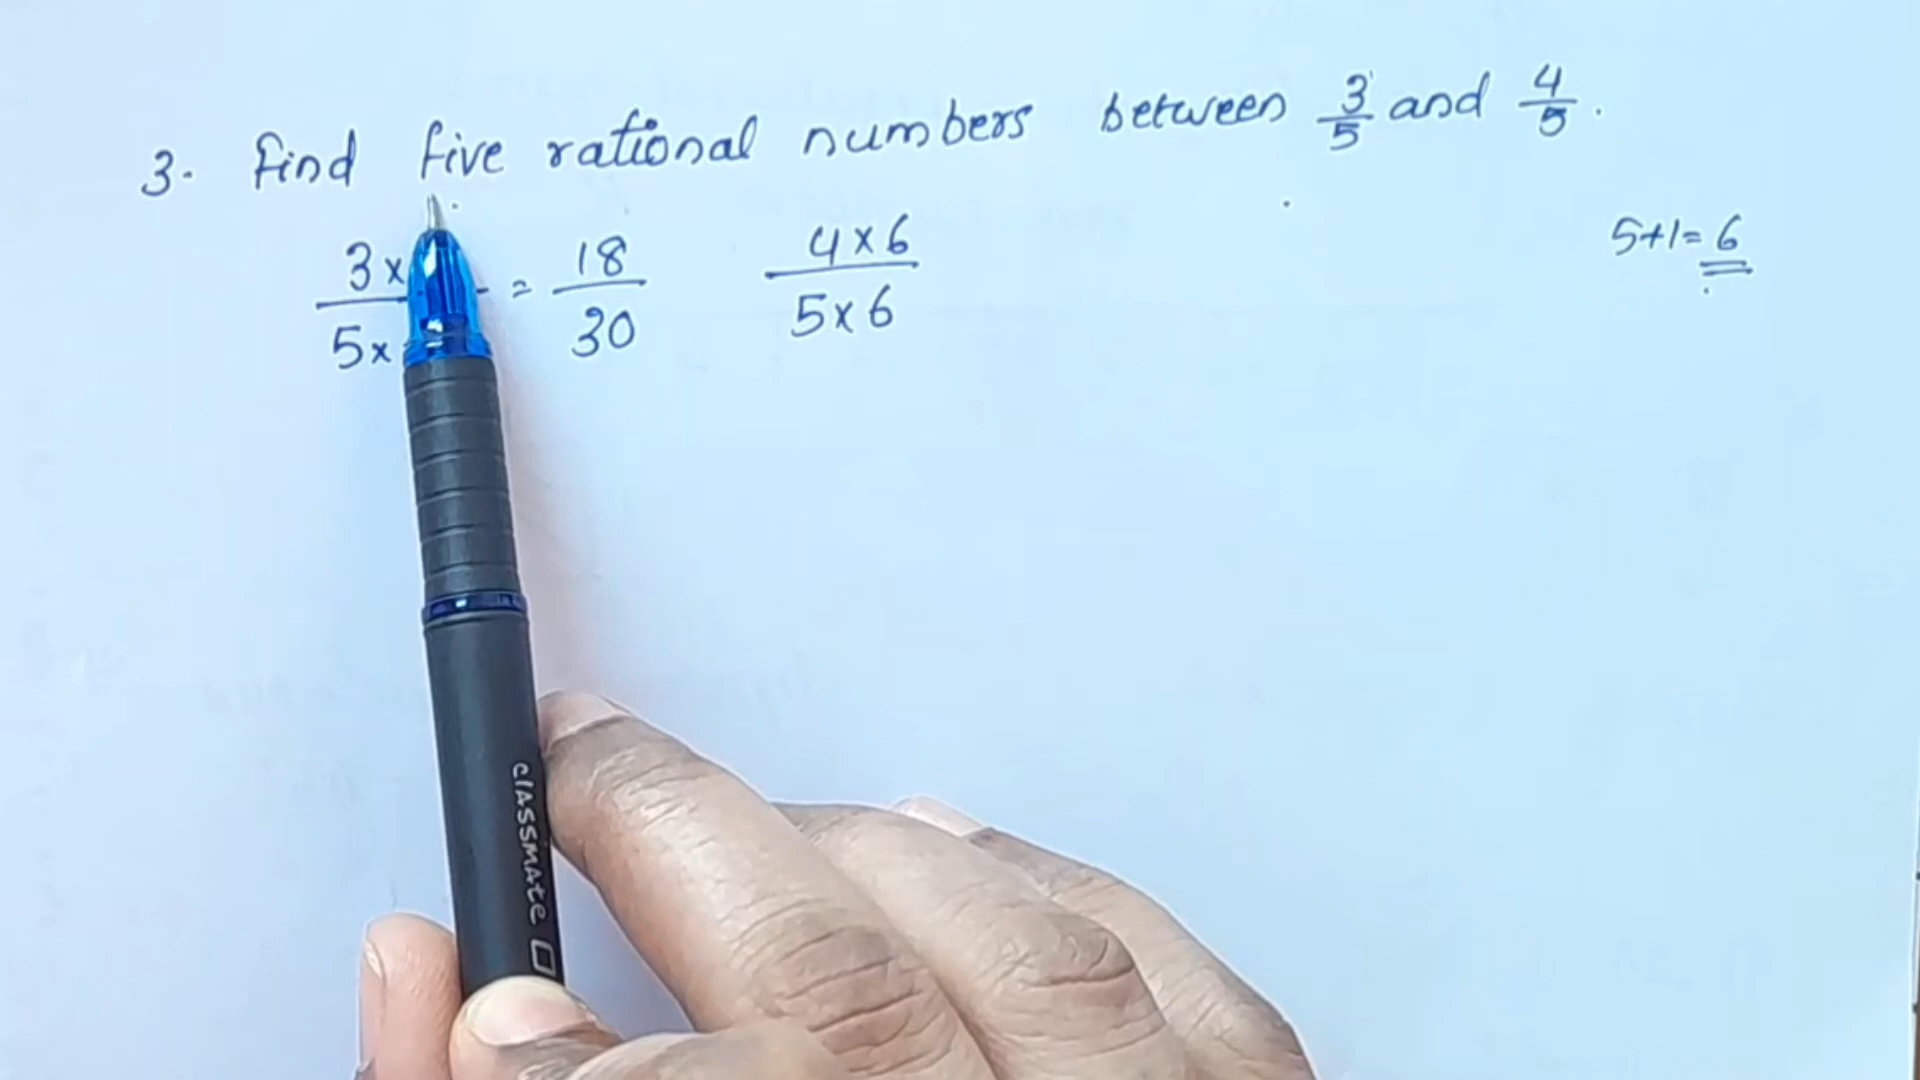 3. Find five rational numbers between 3/5 and 4/5.
5+1=6
3× = 18 4×6
5× 30 5×6
classmate